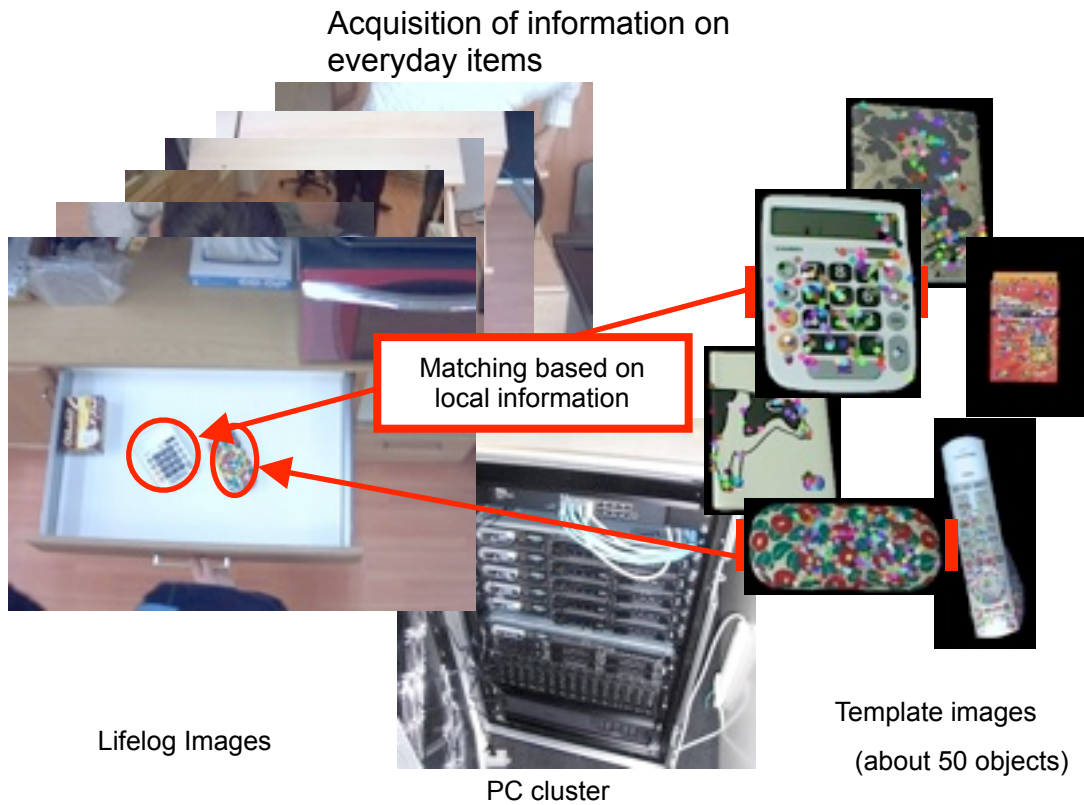 Acquisition of information on
everyday items
Matching based on
local information
Lifelog Images
PC cluster
Template images
(about 50 objects)